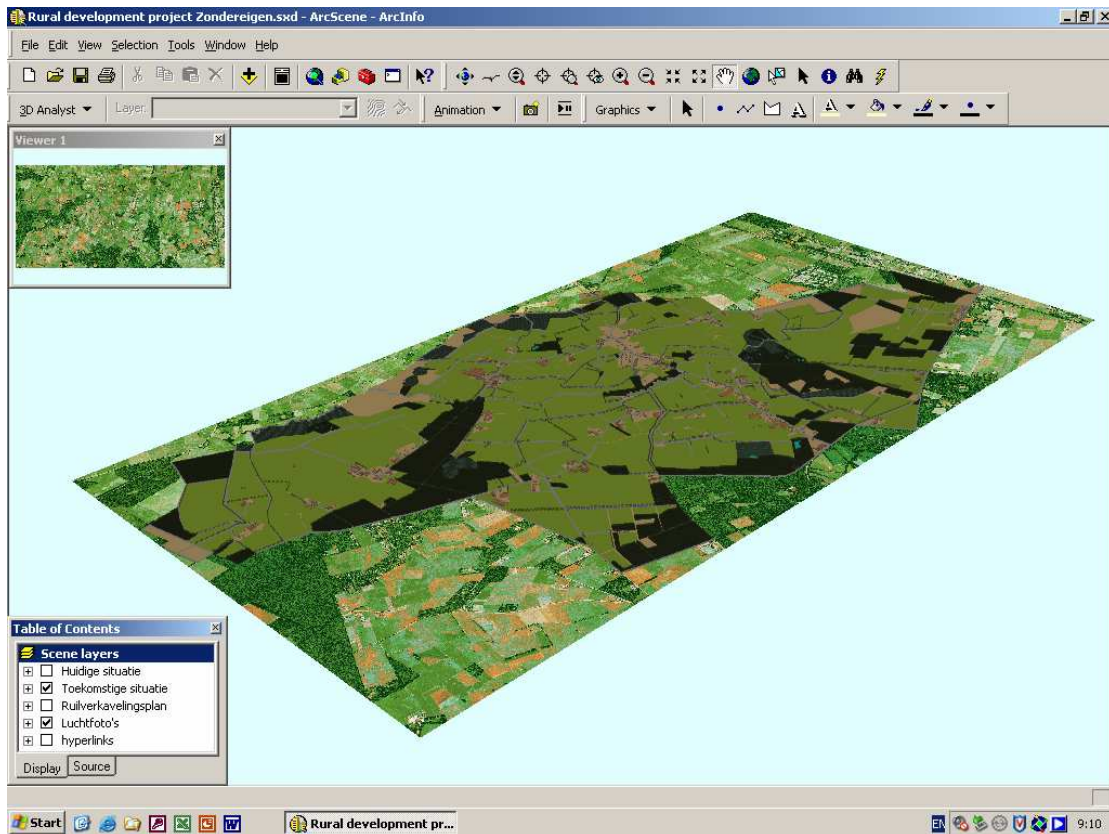 Rural development project Zondereigen.sxd - ArcScene - ArcInfo
File Edit View Selection Tools Window Help
3D Analyst Layer: Animation Graphics
Viewer 1
Table of Contents
Scene layers
Huidige situatie
Toekomstige situatie
Ruilverkavelingsplan
Luchtfoto's
hyperlinks
Display Source
Start Rural development pr... EN 9:10